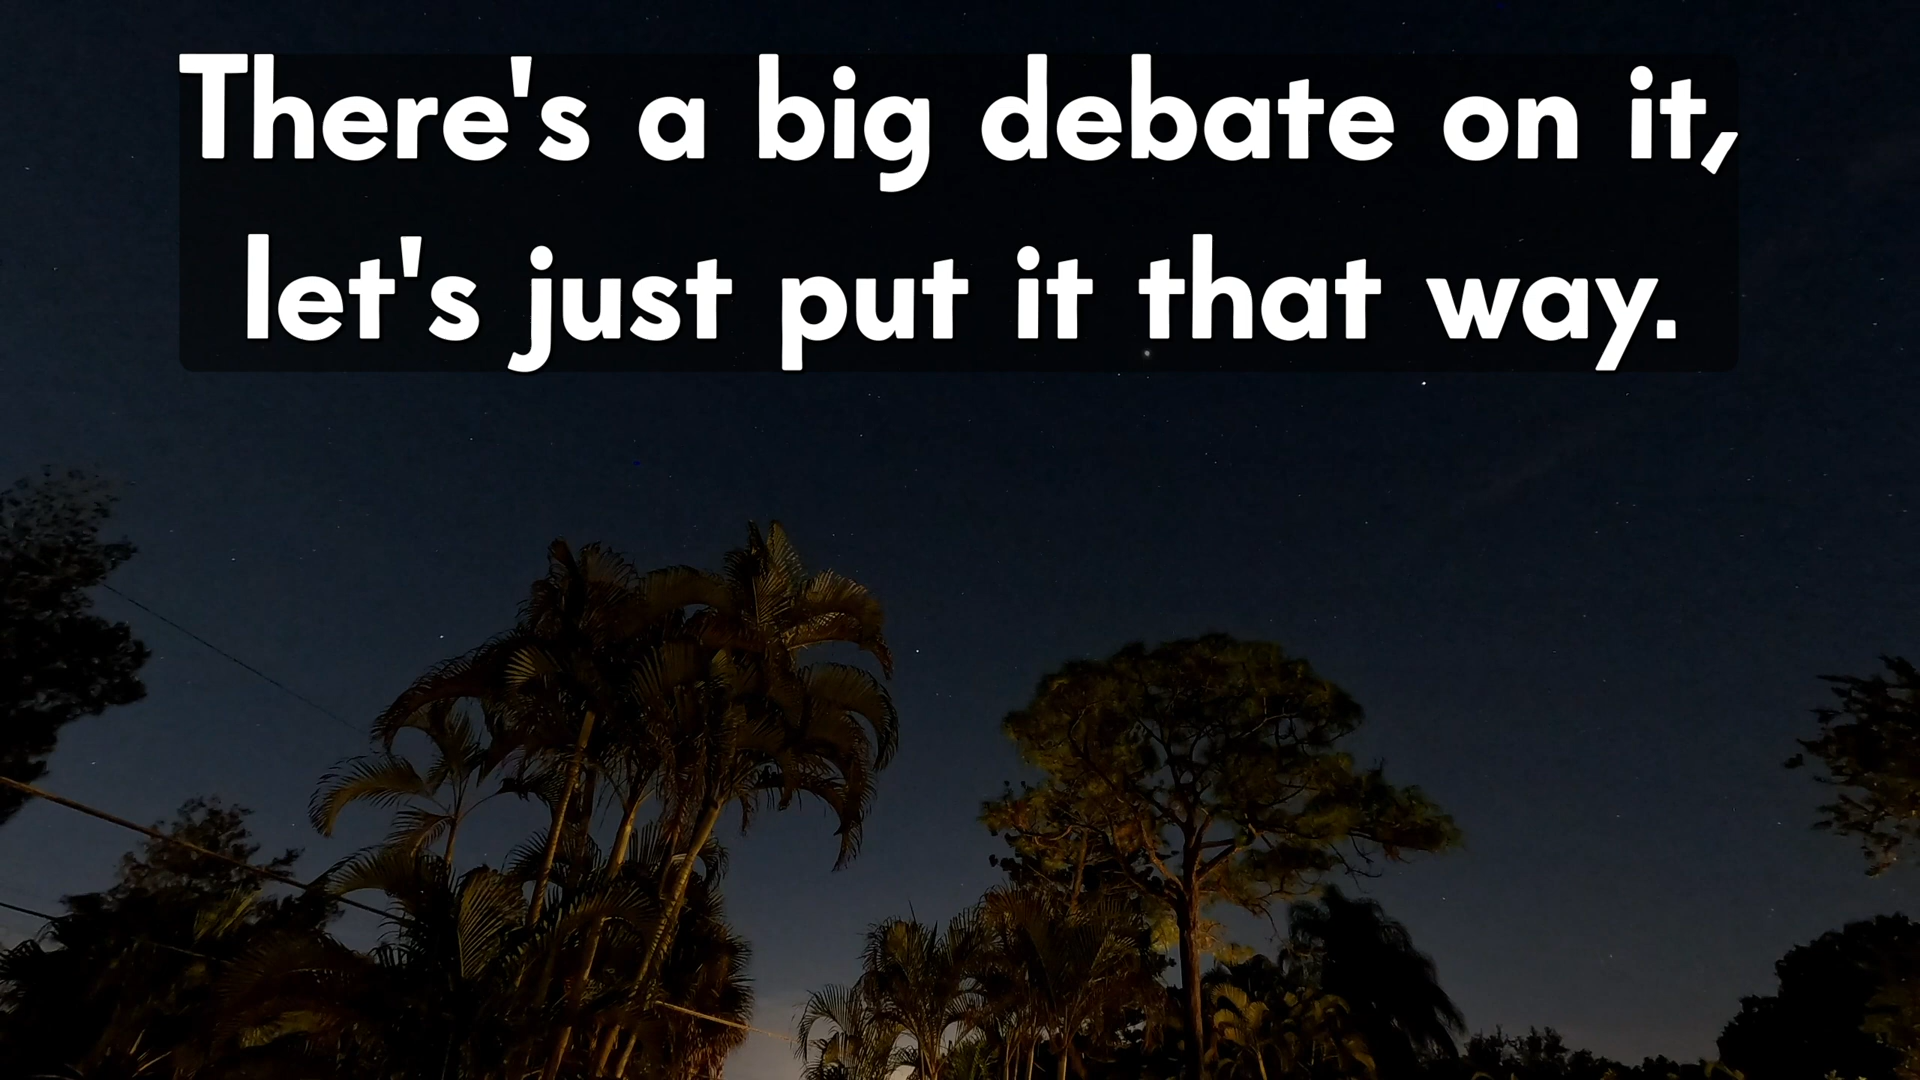 There's a big debate on it,
let's just put it that way.